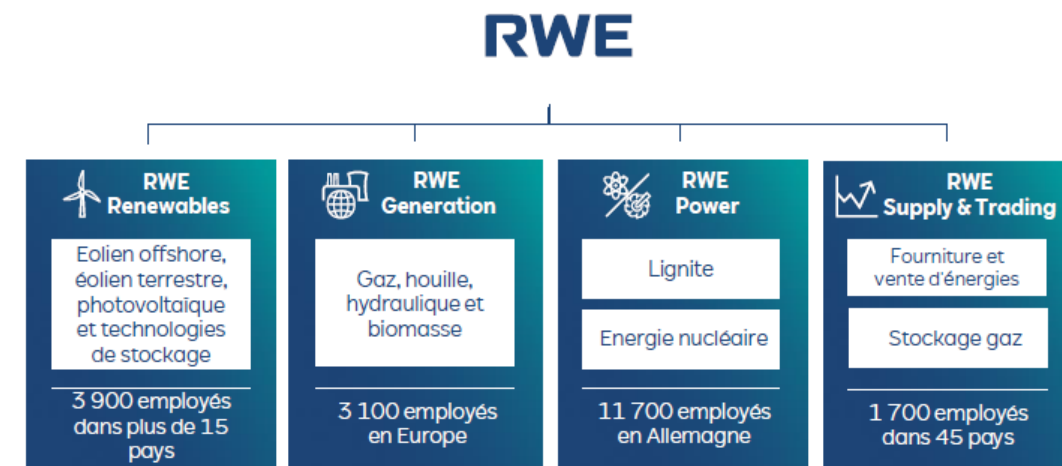 RWE
RWE
Renewables
Eolien offshore,
éolien terrestre,
photovoltaïque
et technologies
de stockage
3 900 employés
dans plus de 15
pays
RWE
Generation
Gaz, houille,
hydraulique et
biomasse
3 100 employés
en Europe
RWE
Power
Lignite
Energie nucléaire
11 700 employés
en Allemagne
RWE
Supply & Trading
Fourniture et
vente d'énergies
Stockage gaz
1 700 employés
dans 45 pays